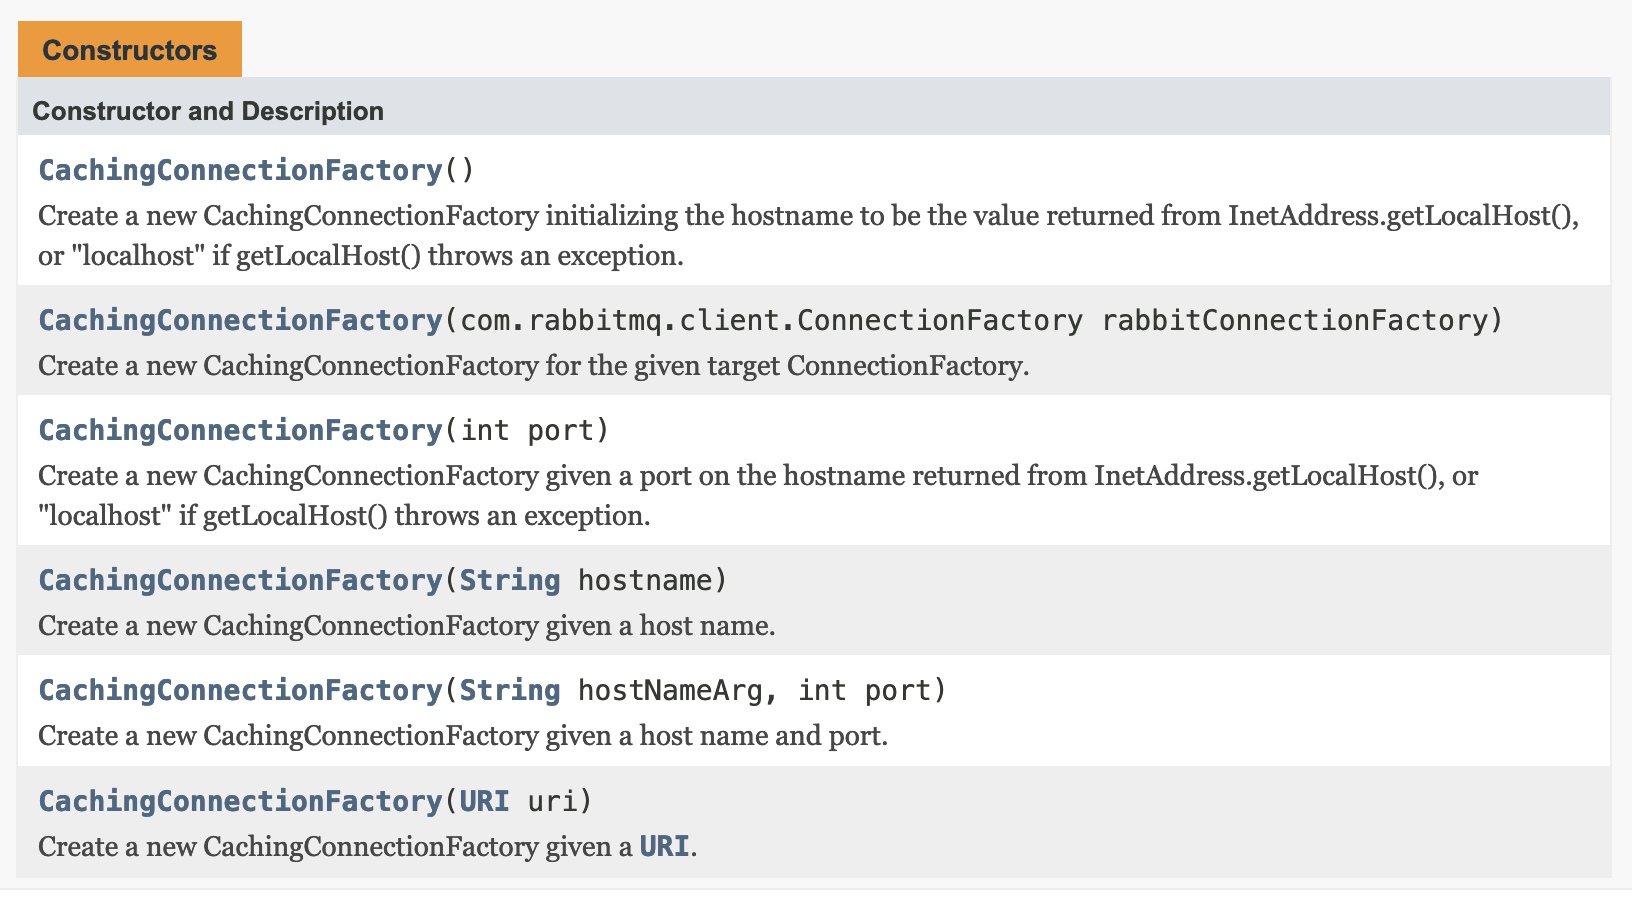 Constructors
Constructor and Description
CachingConnectionFactory()
Create a new CachingConnectionFactory initializing the hostname to be the value returned from InetAddress.getLocalHost(),
or "localhost" if getLocalHost() throws an exception.
CachingConnectionFactory(com.rabbitmq.client.ConnectionFactory rabbitConnectionFactory)
Create a new CachingConnectionFactory for the given target ConnectionFactory.
CachingConnectionFactory(int port)
Create a new CachingConnectionFactory given a port on the hostname returned from InetAddress.getLocalHost(), or
"localhost" if getLocalHost() throws an exception.
CachingConnectionFactory(String hostname)
Create a new CachingConnectionFactory given a host name.
CachingConnectionFactory(String hostNameArg, int port)
Create a new CachingConnectionFactory given a host name and port.
CachingConnectionFactory(URI uri)
Create a new CachingConnectionFactory given a URI.